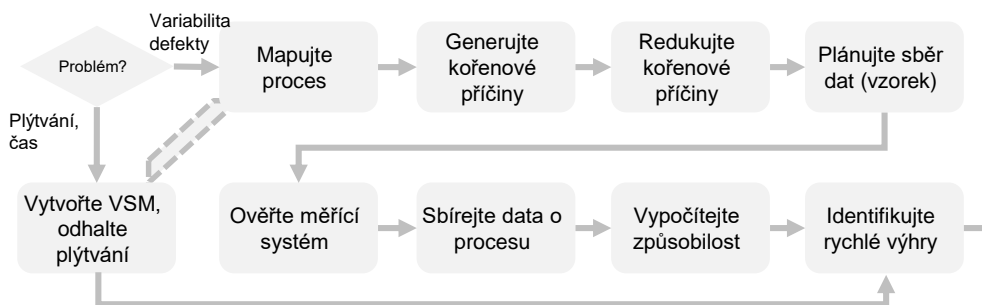 Variabilita
defekty
Problém?
Mapujte
proces
Generujte
kořenové
příčiny
Redukujte
kořenové
příčiny
Plánujte sběr
dat (vzorek)
Plýtvání,
čas
Vytvořte VSM,
odhalte
plýtvání
Ověřte měřící
systém
Sbírejte data o
procesu
Vypočítejte
způsobilost
Identifikujte
rychlé výhry